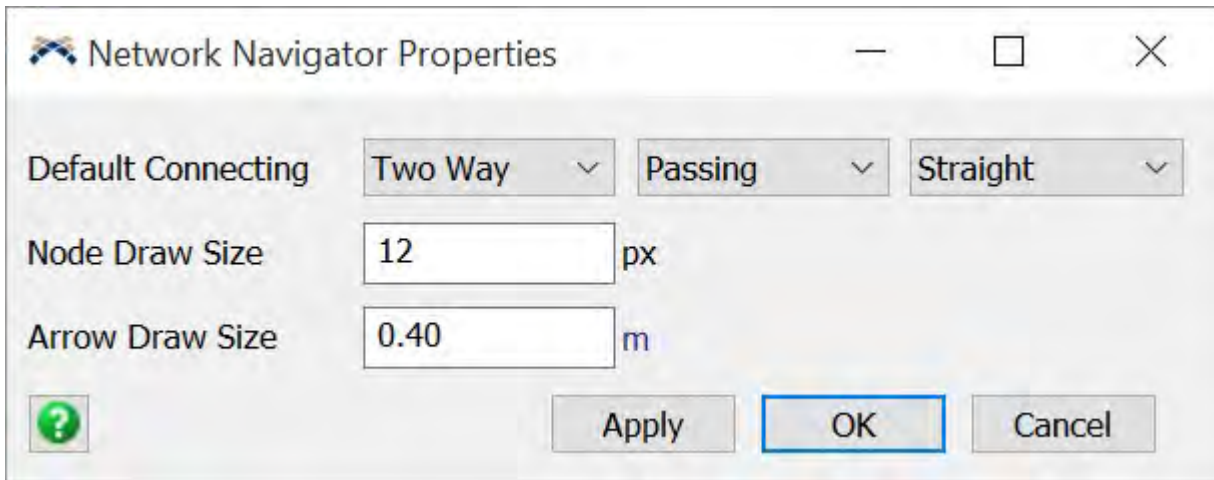 Network Navigator Properties
Default Connecting Two Way Passing Straight
Node Draw Size 12 px
Arrow Draw Size 0.40 m
? Apply OK Cancel